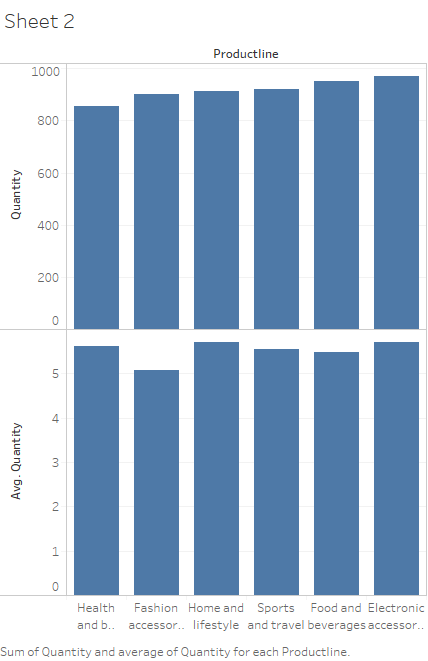 Sheet 2
Productline
1000
800
600
400
200
0
Quantity
5
4
3
2
1
0
Avg. Quantity
Health and b..
Fashion accessor..
Home and lifestyle
Sports and travel
Food and beverages
Electronic accessor..
Sum of Quantity and average of Quantity for each Productline.